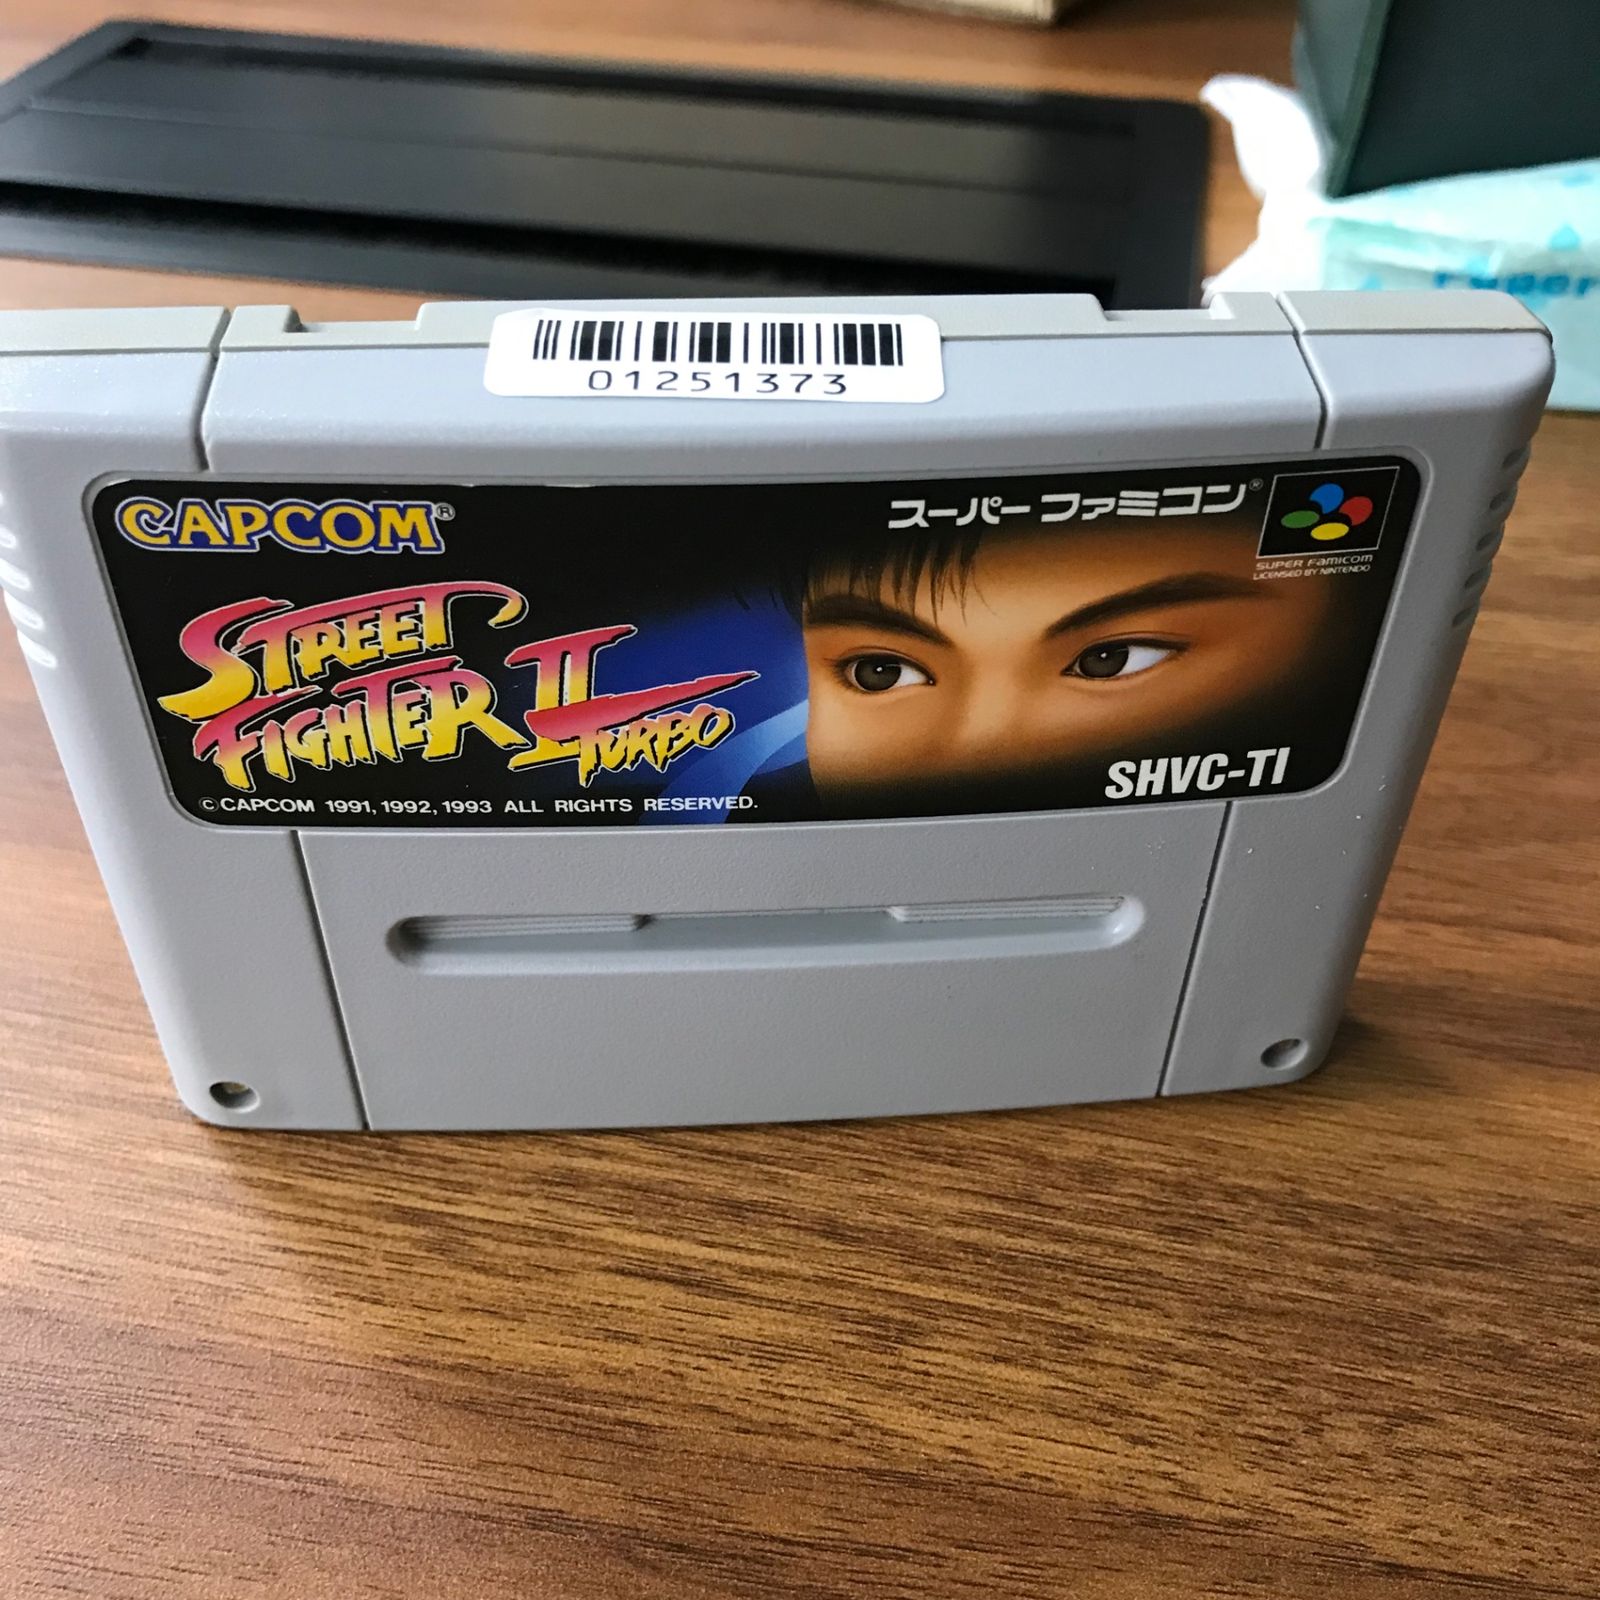 01251373
CAPCOM®
スーパーファミコン®
SUPER FAMICOM
LICENSED BY NINTENDO
STREET
FIGHTER II
TURBO
©CAPCOM 1991, 1992, 1993 ALL RIGHTS RESERVED.
SHVC-TI